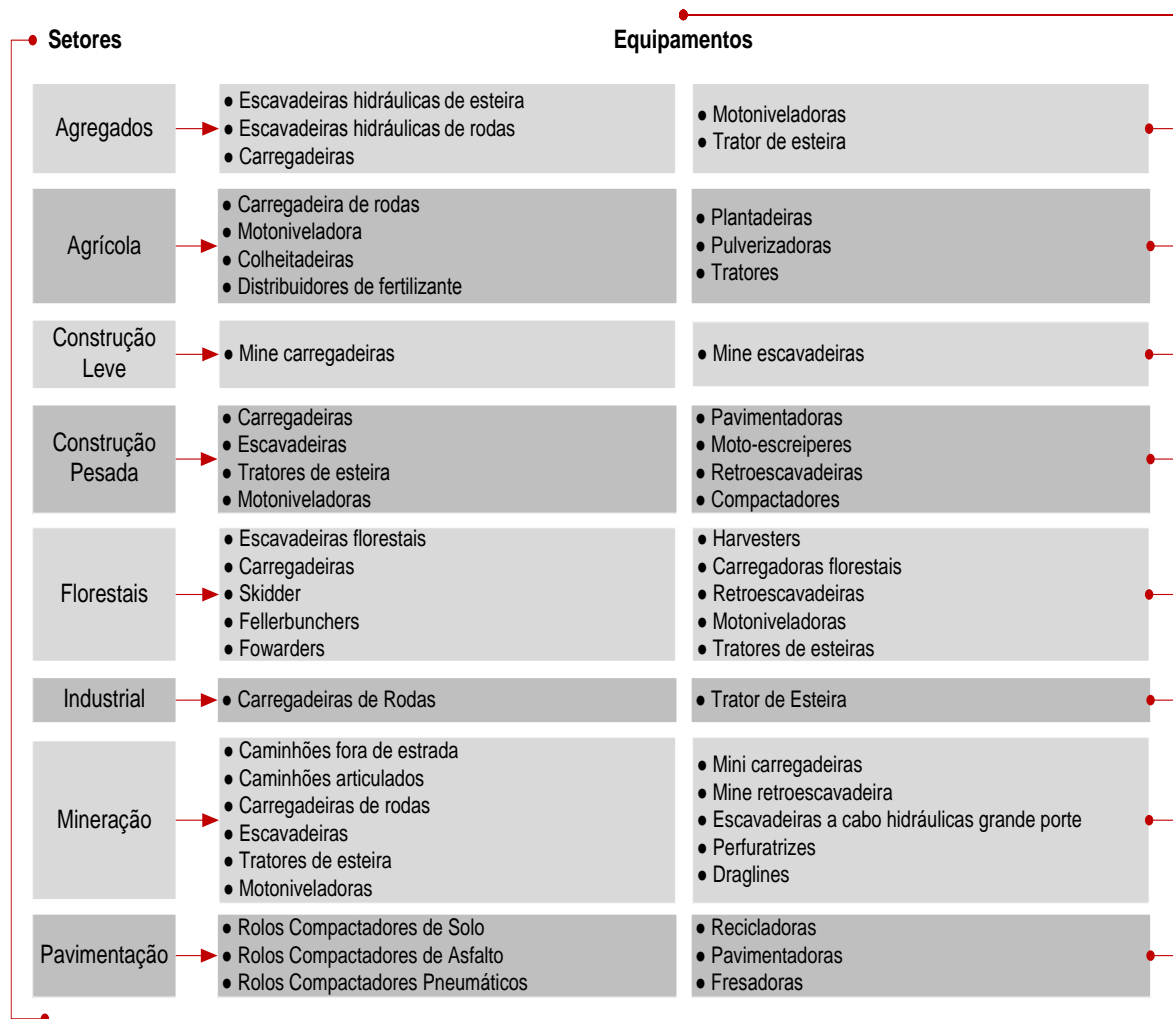 Setores
Equipamentos
Agregados
● Escavadeiras hidráulicas de esteira
● Escavadeiras hidráulicas de rodas
● Carregadeiras
● Motoniveladoras
● Trator de esteira
Agrícola
● Carregadeira de rodas
● Motoniveladora
● Colheitadeiras
● Distribuidores de fertilizante
● Plantadeiras
● Pulverizadoras
● Tratores
Construção
Leve
● Mine carregadeiras
● Mine escavadeiras
Construção
Pesada
● Carregadeiras
● Escavadeiras
● Tratores de esteira
● Motoniveladoras
● Pavimentadoras
● Moto-escreiperes
● Retroescavadeiras
● Compactadores
Florestais
● Escavadeiras florestais
● Carregadeiras
● Skidder
● Fellerbunchers
● Fowarders
● Harvesters
● Carregadoras florestais
● Retroescavadeiras
● Motoniveladoras
● Tratores de esteiras
Industrial
● Carregadeiras de Rodas
● Trator de Esteira
Mineração
● Caminhões fora de estrada
● Caminhões articulados
● Carregadeiras de rodas
● Escavadeiras
● Tratores de esteira
● Motoniveladoras
● Mini carregadeiras
● Mine retroescavadeira
● Escavadeiras a cabo hidráulicas grande porte
● Perfuratrizes
● Draglines
Pavimentação
● Rolos Compactadores de Solo
● Rolos Compactadores de Asfalto
● Rolos Compactadores Pneumáticos
● Recicladoras
● Pavimentadoras
● Fresadoras